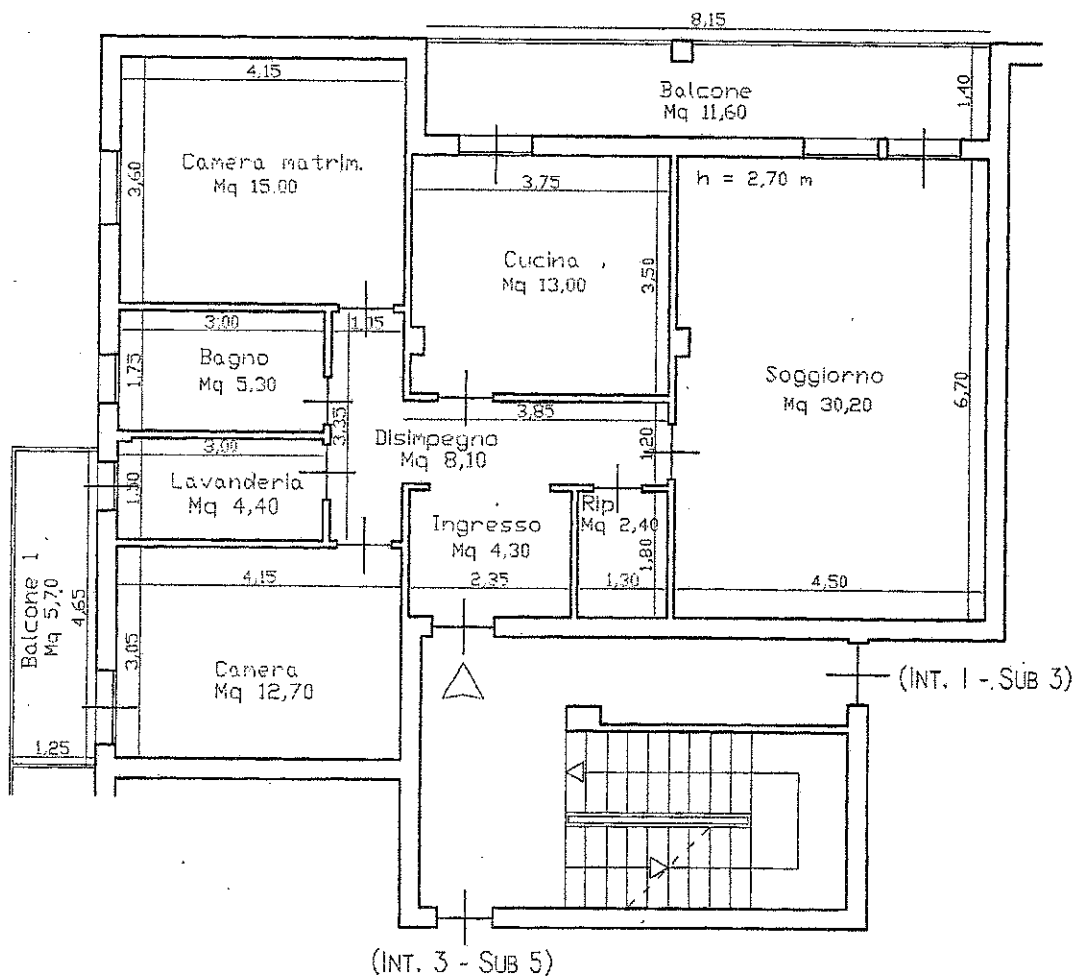 8,15
4,15
Balcone
Mq 11,60
1,40
Camera matrim.
Mq 15.00
3,60
3,75
h = 2,70 m
Cucina
Mq 13,00
3,50
3,00
1,05
Bagno
Mq 5,30
1,75
Soggiorno
Mq 30,20
6,70
3,35
3,85
Disimpegno
Mq 8,10
1,20
3,00
Lavanderia
Mq 4,40
1,50
Rip
Mq 2,40
Ingresso
Mq 4,30
1,80
4,15
2,35
1,30
4,50
Balcone 1
Mq 5,70
4,65
3,05
Camera
Mq 12,70
1,25
(INT. 1 - SUB 3)
(INT. 3 - SUB 5)